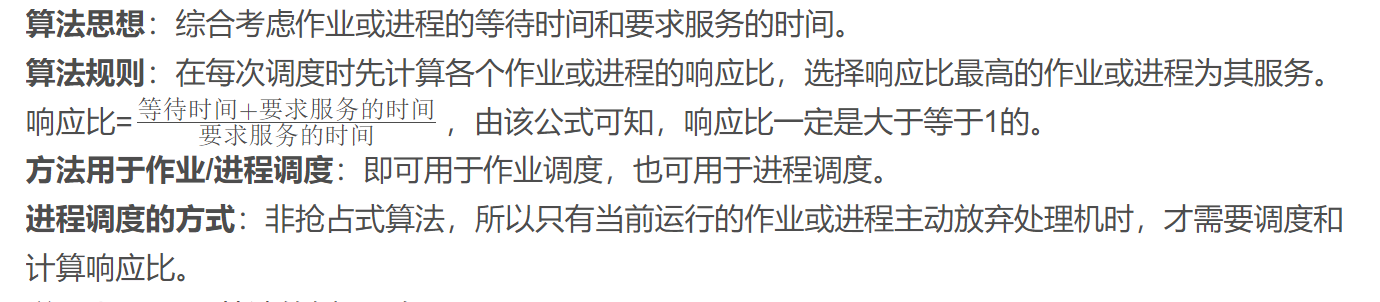 算法思想：综合考虑作业或进程的等待时间和要求服务的时间。
算法规则：在每次调度时先计算各个作业或进程的响应比，选择响应比最高的作业或进程为其服务。
响应比=等待时间+要求服务的时间/要求服务的时间，由该公式可知，响应比一定是大于等于1的。
方法用于作业/进程调度：即可用于作业调度，也可用于进程调度。
进程调度的方式：非抢占式算法，所以只有当前运行的作业或进程主动放弃处理机时，才需要调度和
计算响应比。